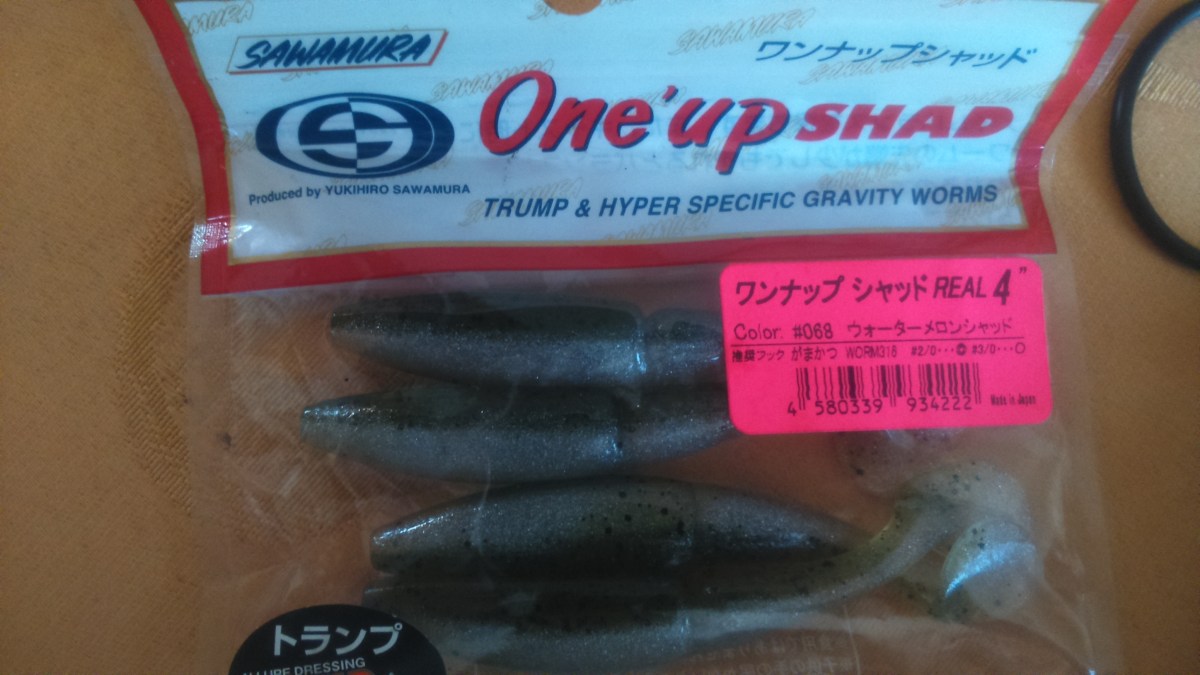 SAWAMURA
ワンナップシャッド
One'up SHAD
Produced by YUKIHIRO SAWAMURA
TRUMP & HYPER SPECIFIC GRAVITY WORMS
ワンナップ シャッド REAL 4"
Color: #068 ウォーターメロンシャッド
推奨フック がまかつ WORM316 #2/0・・・◎ #3/0・・・○
4 580339 934222
Made in Japan
トランプ
ALLURE DRESSING